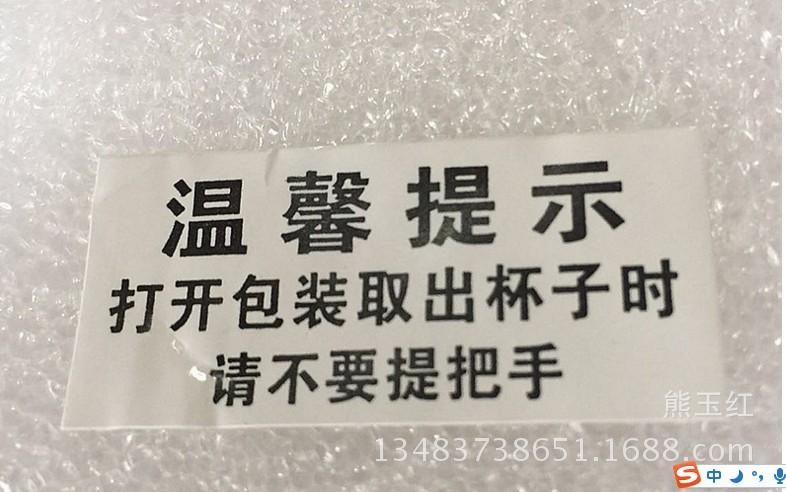 温馨提示
打开包装取出杯子时
请不要提把手
熊玉红
13483738651.1688.com
中